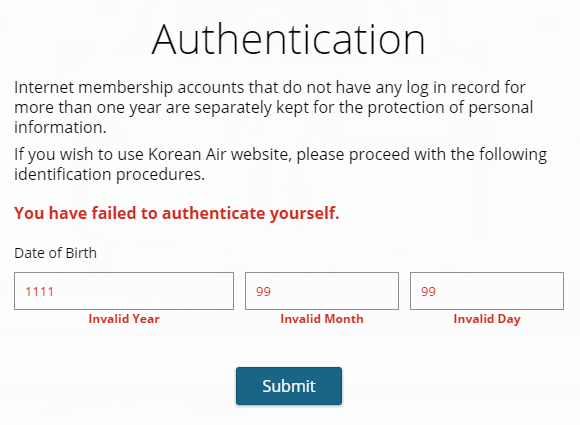 Authentication
Internet membership accounts that do not have any log in record for
more than one year are separately kept for the protection of personal
information.
If you wish to use Korean Air website, please proceed with the following
identification procedures.
You have failed to authenticate yourself.
Date of Birth
1111 99 99
Invalid Year Invalid Month Invalid Day
Submit